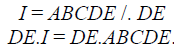 I = ABCDE /. DE
DE.I = DE.ABCDE.